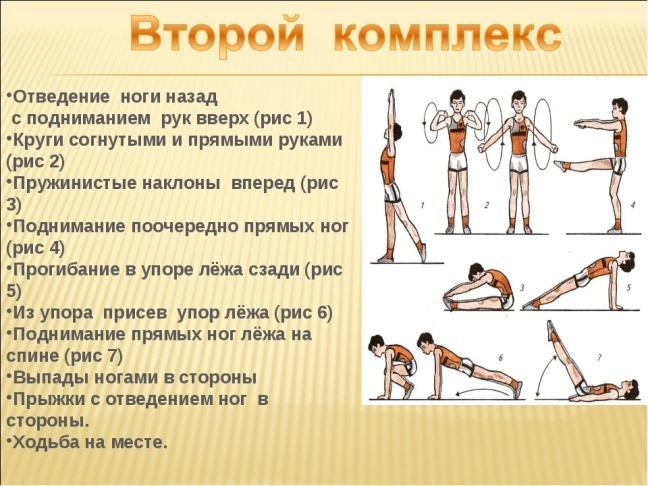 Второй комплекс
•Отведение ноги назад
с подниманием рук вверх (рис 1)
•Круги согнутыми и прямыми руками
(рис 2)
•Пружинистые наклоны вперед (рис
3)
•Поднимание поочередно прямых ног
(рис 4)
•Прогибание в упоре лёжа сзади (рис
5)
•Из упора присев упор лёжа (рис 6)
•Поднимание прямых ног лёжа на
спине (рис 7)
•Выпады ногами в стороны
•Прыжки с отведением ног в
стороны.
•Ходьба на месте.
1
2
4
3
5
6
7